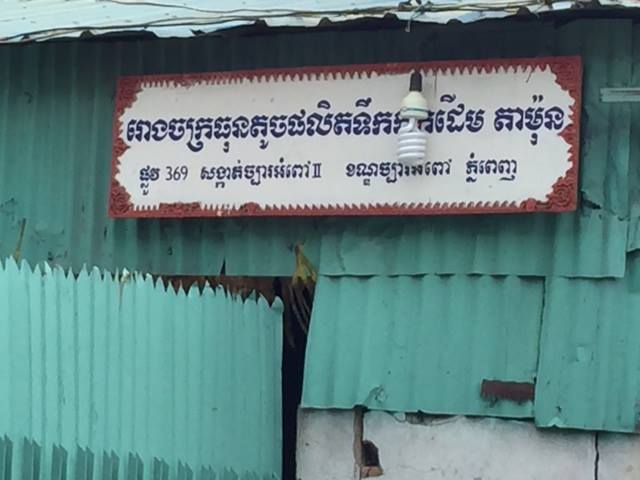 រោងចក្រធុនតូចផលិតទឹកកកដើម តាម៉ុន
ផ្លូវ 369 សង្កាត់ច្បារអំពៅ II ខណ្ឌច្បារអំពៅ ភ្នំពេញ